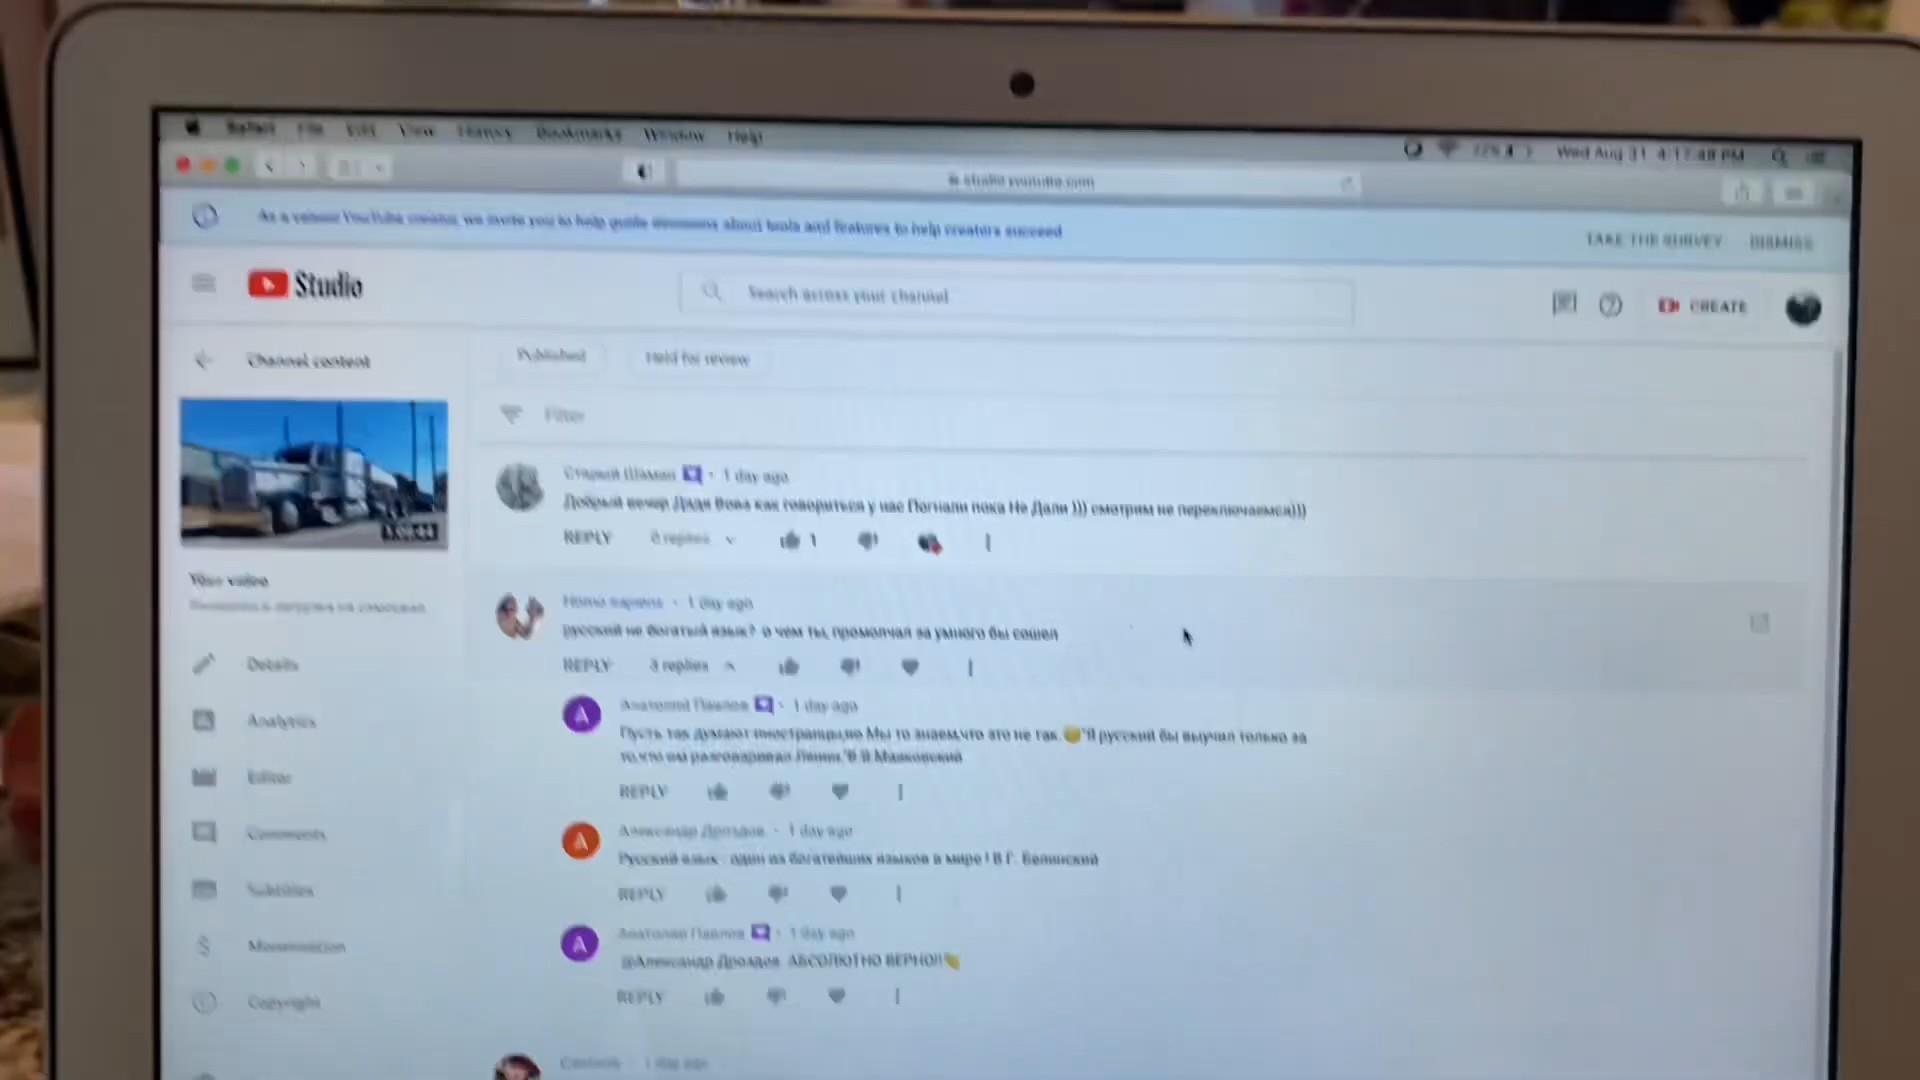 Safari File Edit View History Bookmarks Window Help
Wed Aug 31 4:17:48 PM
studio.youtube.com
As a valued YouTube creator, we invite you to help guide decisions about tools and features to help creators succeed
TAKE THE SURVEY DISMISS
Studio
Search across your channel
CREATE
Channel content
Published Held for review
Filter
Старый Шаман • 1 day ago
Добрый вечер Дядя Вова как говориться у нас Погнали пока Не Дали ))) смотрим не переключаемся)))
REPLY 0 replies 1
Your video
Homo sapiens • 1 day ago
русский не богатый язык? о чем ты, промолчал за умного бы сошел
REPLY 3 replies
Details
Analytics
Editor
Comments
Subtitles
Monetization
Copyright
Анатолий Павлов • 1 day ago
Пусть так думают иностранцы,но Мы то знаем,что это не так.😄"Я русский бы выучил только за
то,что им разговаривал Ленин."В В Маяковский
REPLY
Александр Дроздов • 1 day ago
Русский язык - один из богатейших языков в мире ! В Г. Белинский
REPLY
Анатолий Павлов • 1 day ago
@Александр Дроздов АБСОЛЮТНО ВЕРНО!!👏
REPLY
1 day ago